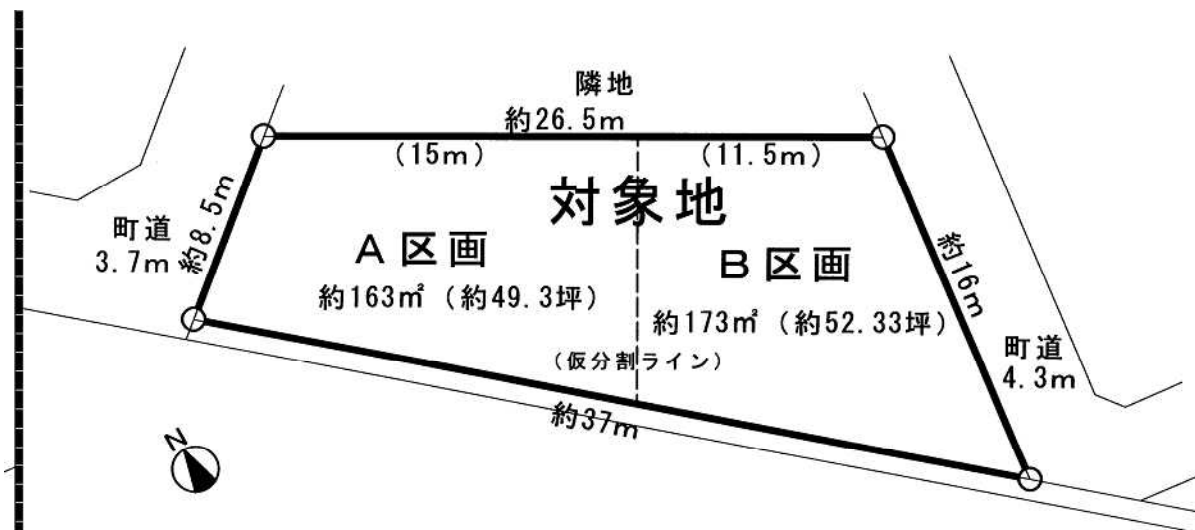 隣地
約26.5m
(15m)
(11.5m)
対象地
町道
3.7m
約8.5m
A区画
約163㎡(約49.3坪)
B区画
約173㎡(約52.33坪)
約16m
町道
4.3m
(仮分割ライン)
約37m
N